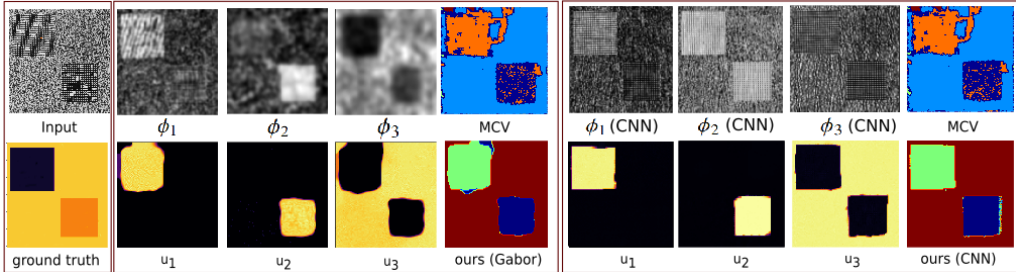 Input ϕ1 ϕ2 ϕ3 MCV ϕ1 (CNN) ϕ2 (CNN) ϕ3 (CNN) MCV
ground truth u1 u2 u3 ours (Gabor) u1 u2 u3 ours (CNN)